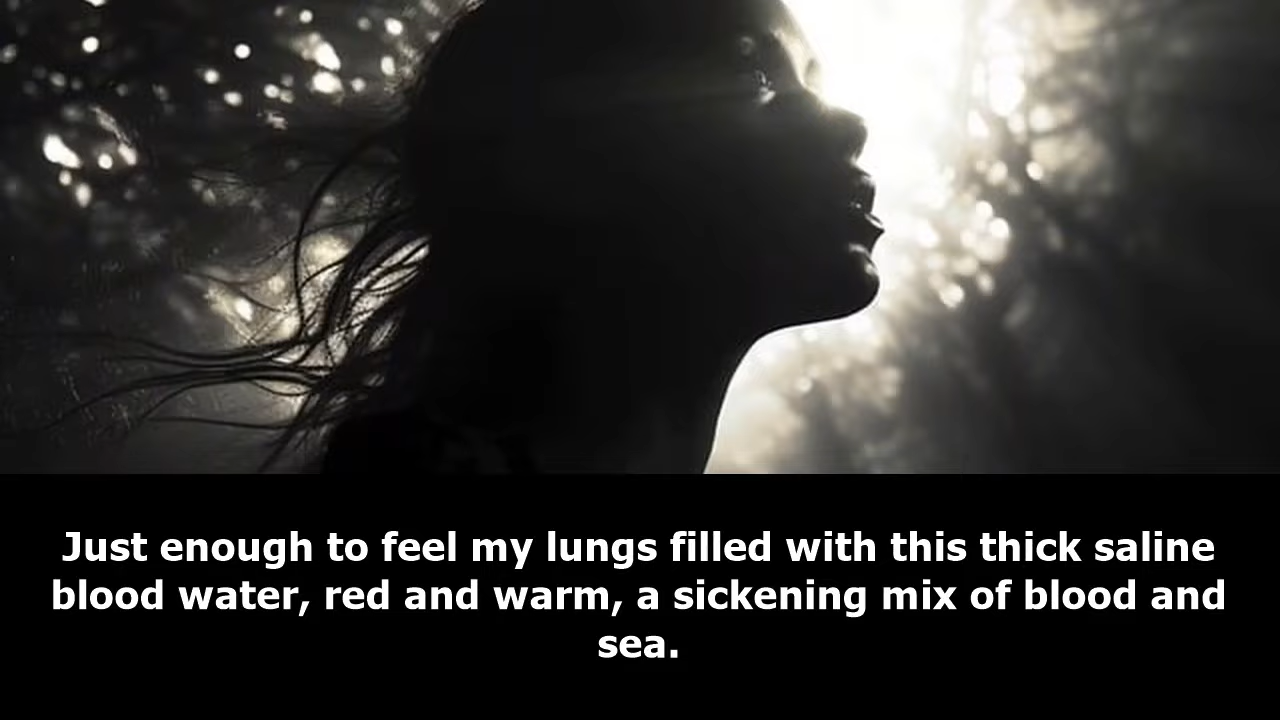 Just enough to feel my lungs filled with this thick saline
blood water, red and warm, a sickening mix of blood and
sea.